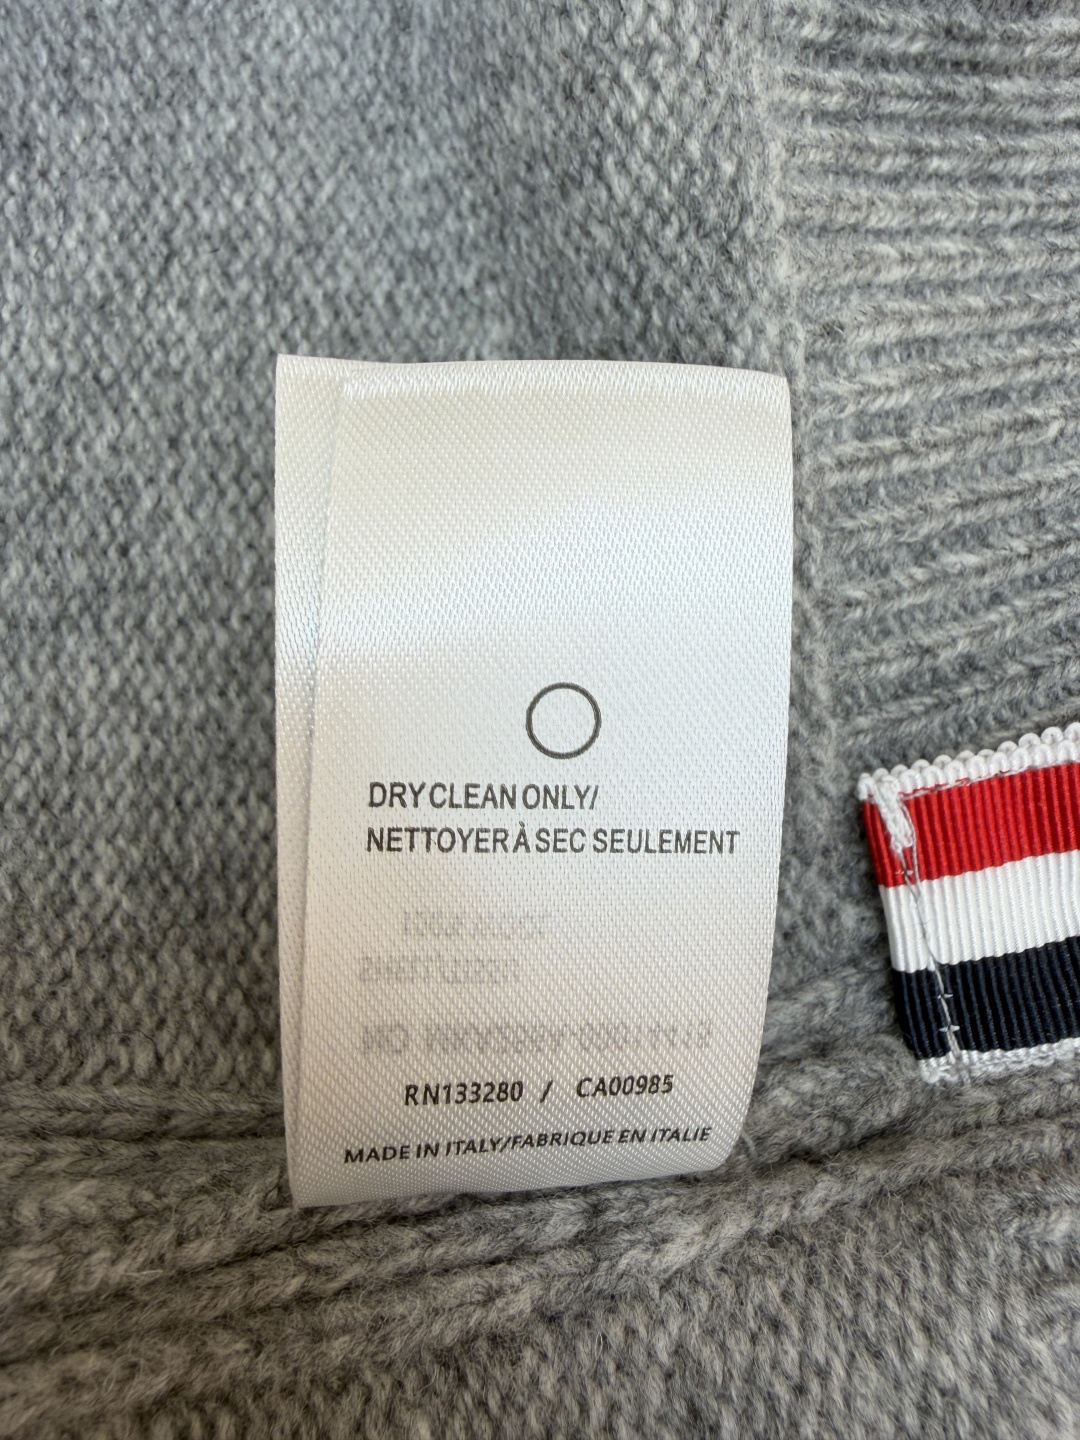 DRY CLEAN ONLY/
NETTOYER À SEC SEULEMENT
RN133280 / CA00985
MADE IN ITALY/FABRIQUE EN ITALIE